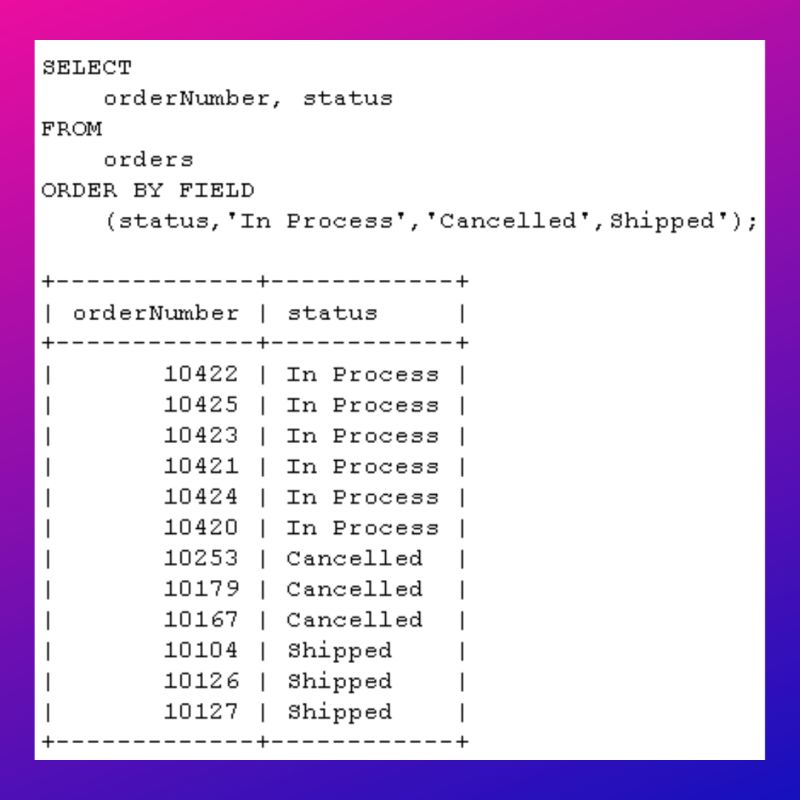 SELECT
    orderNumber, status
FROM
    orders
ORDER BY FIELD
    (status,'In Process','Cancelled',Shipped');
+-------------+------------+
| orderNumber | status     |
+-------------+------------+
|       10422 | In Process |
|       10425 | In Process |
|       10423 | In Process |
|       10421 | In Process |
|       10424 | In Process |
|       10420 | In Process |
|       10253 | Cancelled  |
|       10179 | Cancelled  |
|       10167 | Cancelled  |
|       10104 | Shipped    |
|       10126 | Shipped    |
|       10127 | Shipped    |
+-------------+------------+